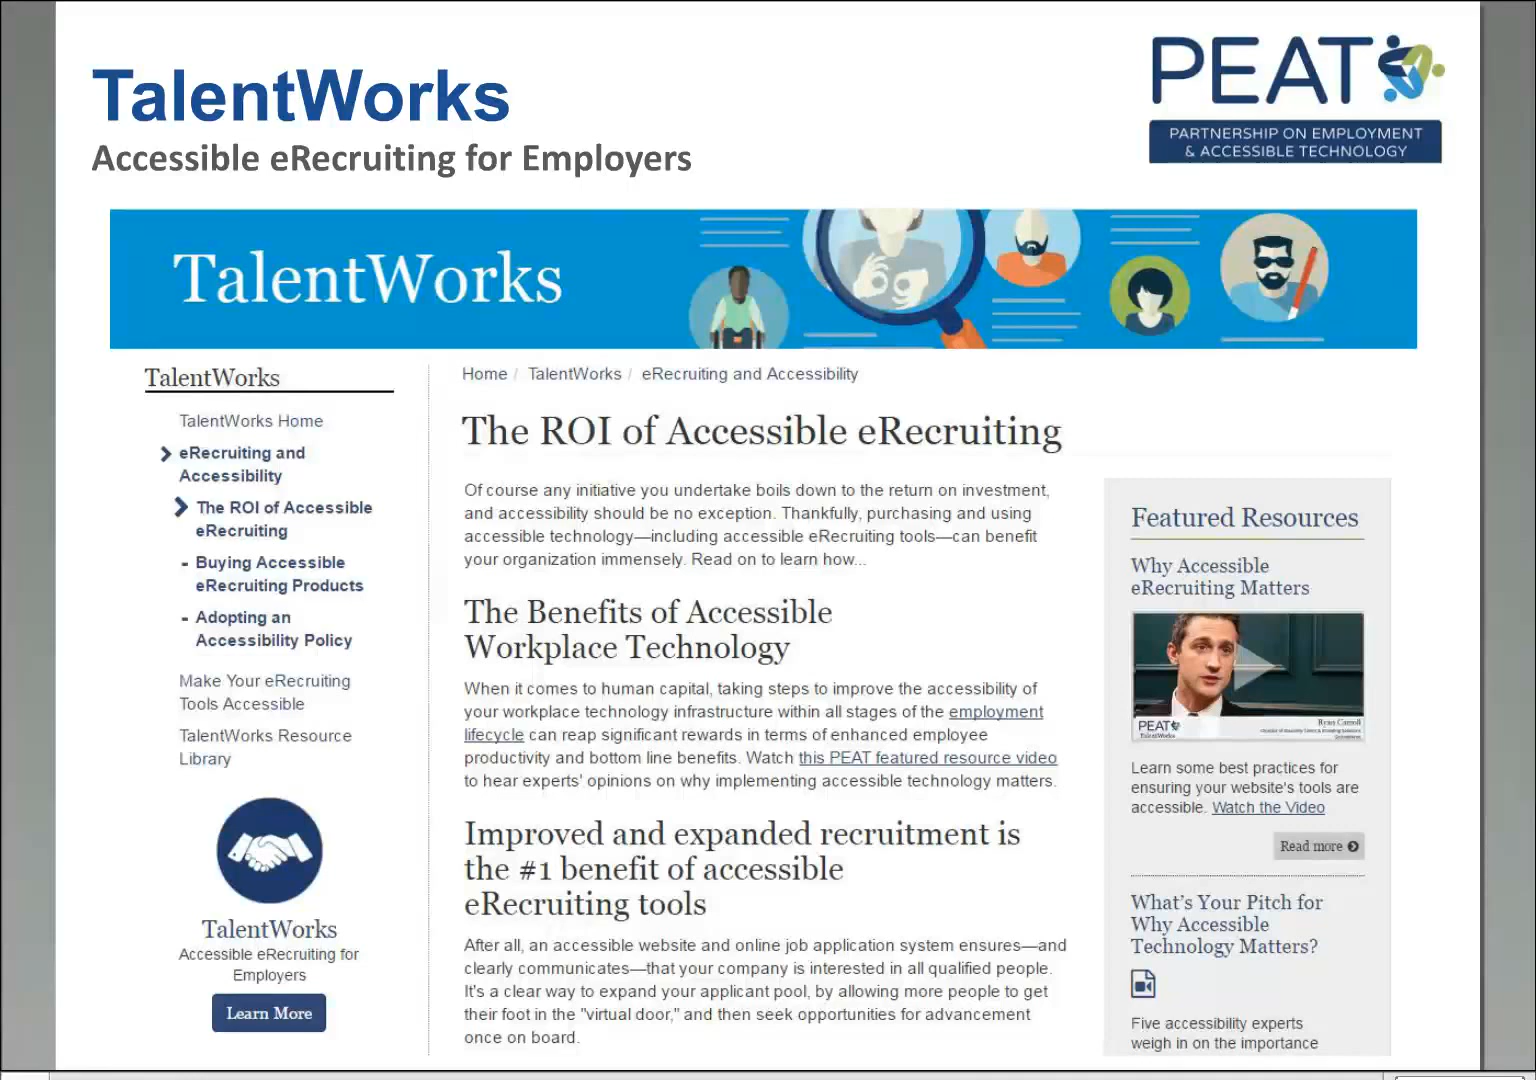 TalentWorks
Accessible eRecruiting for Employers
PEAT
PARTNERSHIP ON EMPLOYMENT
& ACCESSIBLE TECHNOLOGY
TalentWorks
TalentWorks
TalentWorks Home
eRecruiting and
Accessibility
The ROI of Accessible
eRecruiting
- Buying Accessible
eRecruiting Products
- Adopting an
Accessibility Policy
Make Your eRecruiting
Tools Accessible
TalentWorks Resource
Library
TalentWorks
Accessible eRecruiting for
Employers
Learn More
Home / TalentWorks / eRecruiting and Accessibility
The ROI of Accessible eRecruiting
Of course any initiative you undertake boils down to the return on investment,
and accessibility should be no exception. Thankfully, purchasing and using
accessible technology—including accessible eRecruiting tools—can benefit
your organization immensely. Read on to learn how...
The Benefits of Accessible
Workplace Technology
When it comes to human capital, taking steps to improve the accessibility of
your workplace technology infrastructure within all stages of the employment
lifecycle can reap significant rewards in terms of enhanced employee
productivity and bottom line benefits. Watch this PEAT featured resource video
to hear experts' opinions on why implementing accessible technology matters.
Improved and expanded recruitment is
the #1 benefit of accessible
eRecruiting tools
After all, an accessible website and online job application system ensures—and
clearly communicates—that your company is interested in all qualified people.
It's a clear way to expand your applicant pool, by allowing more people to get
their foot in the "virtual door," and then seek opportunities for advancement
once on board.
Featured Resources
Why Accessible
eRecruiting Matters
PEAT
TalentWorks
Ryan Carroll
Learn some best practices for
ensuring your website's tools are
accessible. Watch the Video
Read more
What's Your Pitch for
Why Accessible
Technology Matters?
Five accessibility experts
weigh in on the importance